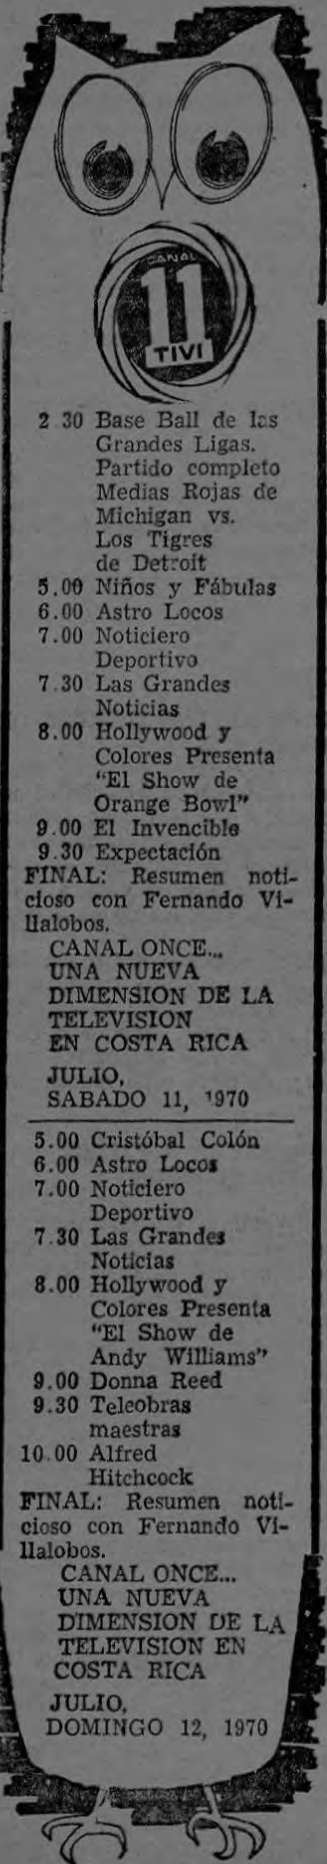 CANAL
11
TIVI
2 30 Base Ball de las
Grandes Ligas.
Partido completo
Medias Rojas de
Michigan vs.
Los Tigres
de Detroit
5.00 Niños y Fábulas
6.00 Astro Locos
7.00 Noticiero
Deportivo
7.30 Las Grandes
Noticias
8.00 Hollywood y
Colores Presenta
"El Show de
Orange Bowl"
9.00 El Invencible
9.30 Expectación
FINAL: Resumen noti-
cioso con Fernando Vi-
llalobos.
CANAL ONCE...
UNA NUEVA
DIMENSION DE LA
TELEVISION
EN COSTA RICA
JULIO,
SABADO 11, 1970
5.00 Cristóbal Colón
6.00 Astro Locos
7.00 Noticiero
Deportivo
7.30 Las Grandes
Noticias
8.00 Hollywood y
Colores Presenta
"El Show de
Andy Williams"
9.00 Donna Reed
9.30 Teleobras
maestras
10.00 Alfred
Hitchcock
FINAL: Resumen noti-
cioso con Fernando Vi-
llalobos.
CANAL ONCE...
UNA NUEVA
DIMENSION DE LA
TELEVISION EN
COSTA RICA
JULIO,
DOMINGO 12, 1970